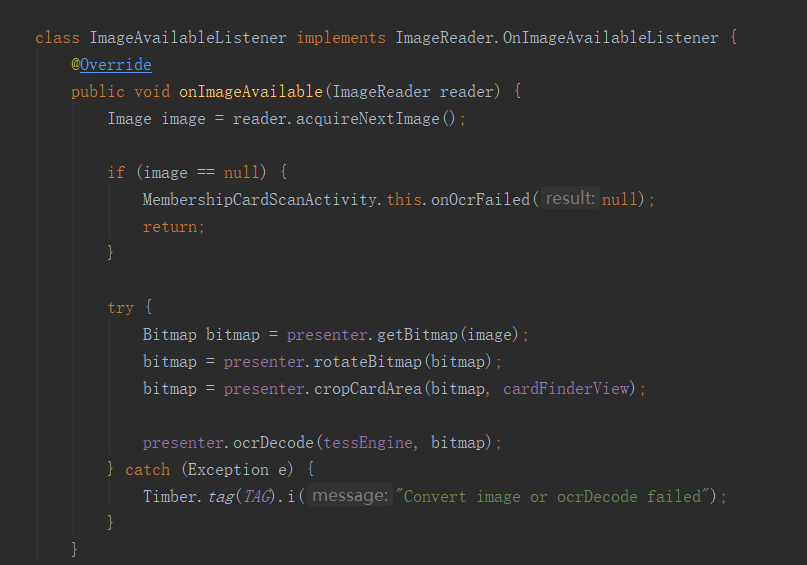 class ImageAvailableListener implements ImageReader.OnImageAvailableListener {
@Override
public void onImageAvailable(ImageReader reader) {
Image image = reader.acquireNextImage();
if (image == null) {
MembershipCardScanActivity.this.onOcrFailed( result: null);
return;
}
try {
Bitmap bitmap = presenter.getBitmap(image);
bitmap = presenter.rotateBitmap(bitmap);
bitmap = presenter.cropCardArea(bitmap, cardFinderView);
presenter.ocrDecode(tessEngine, bitmap);
} catch (Exception e) {
Timber.tag(TAG).i( message: "Convert image or ocrDecode failed");
}
}